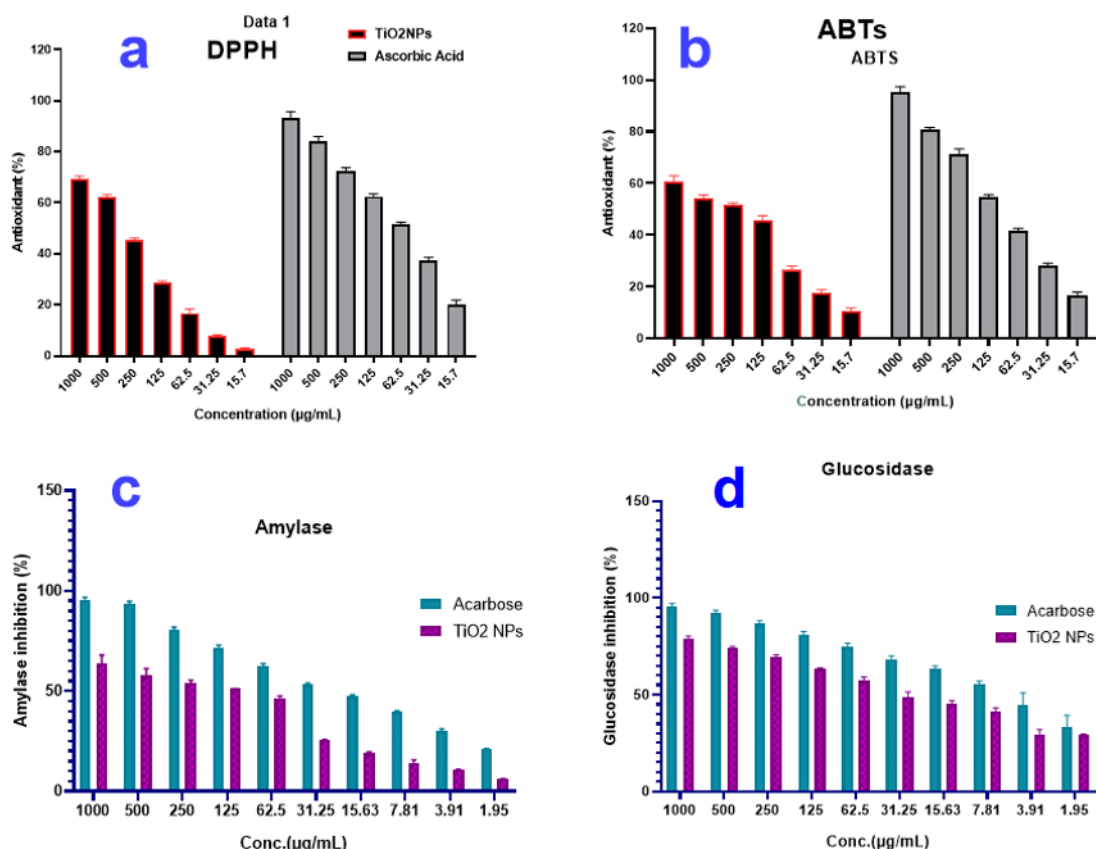 a
Data 1
DPPH
TiO2NPs
Ascorbic Acid
Antioxidant (%)
120
100
80
60
40
20
0
1000 500 250 125 62.5 31.25 15.7 1000 500 250 125 62.5 31.25 15.7
Concentration (µg/mL)
b
ABTs
ABTS
Antioxidant (%)
120
100
80
60
40
20
0
1000 500 250 125 62.5 31.25 15.7 1000 500 250 125 62.5 31.25 15.7
Concentration (µg/mL)
c
Amylase
Acarbose
TiO2 NPs
Amylase inhibition (%)
150
100
50
0
1000 500 250 125 62.5 31.25 15.63 7.81 3.91 1.95
Conc.(µg/mL)
d
Glucosidase
Acarbose
TiO2 NPs
Glucosidase inhibition (%)
150
100
50
0
1000 500 250 125 62.5 31.25 15.63 7.81 3.91 1.95
Conc.(µg/mL)